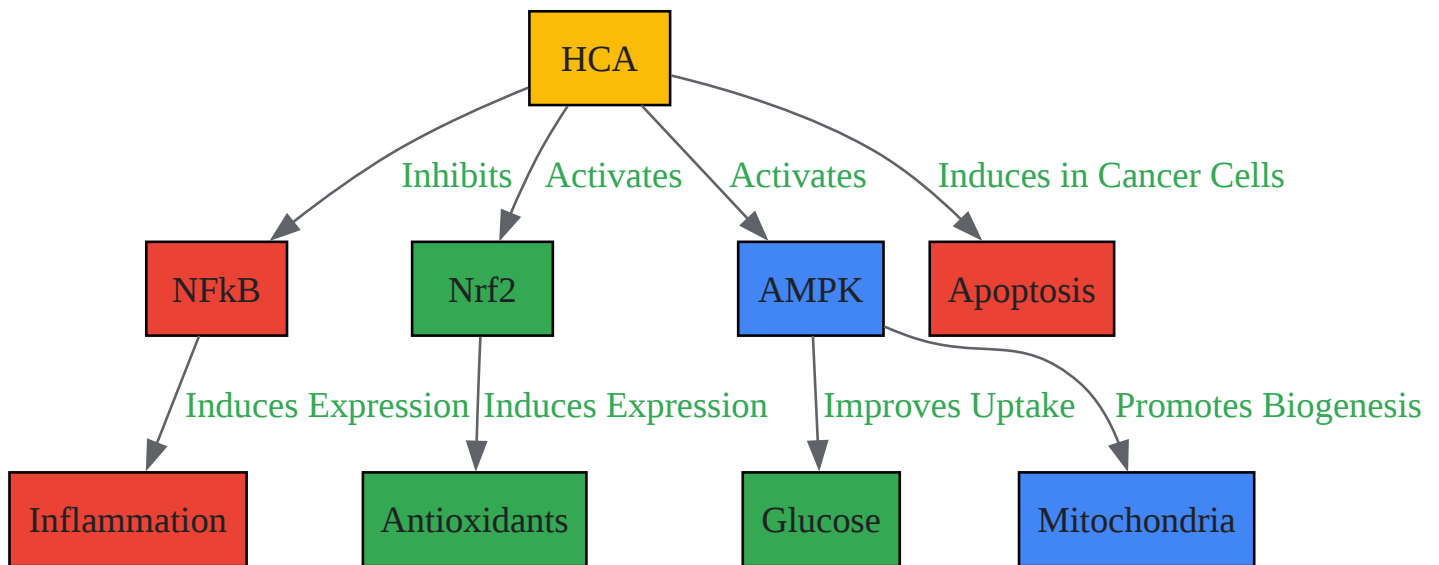 HCA
Inhibits
Activates
Activates
Induces in Cancer Cells
NFkB
Nrf2
AMPK
Apoptosis
Induces Expression
Induces Expression
Improves Uptake
Promotes Biogenesis
Inflammation
Antioxidants
Glucose
Mitochondria